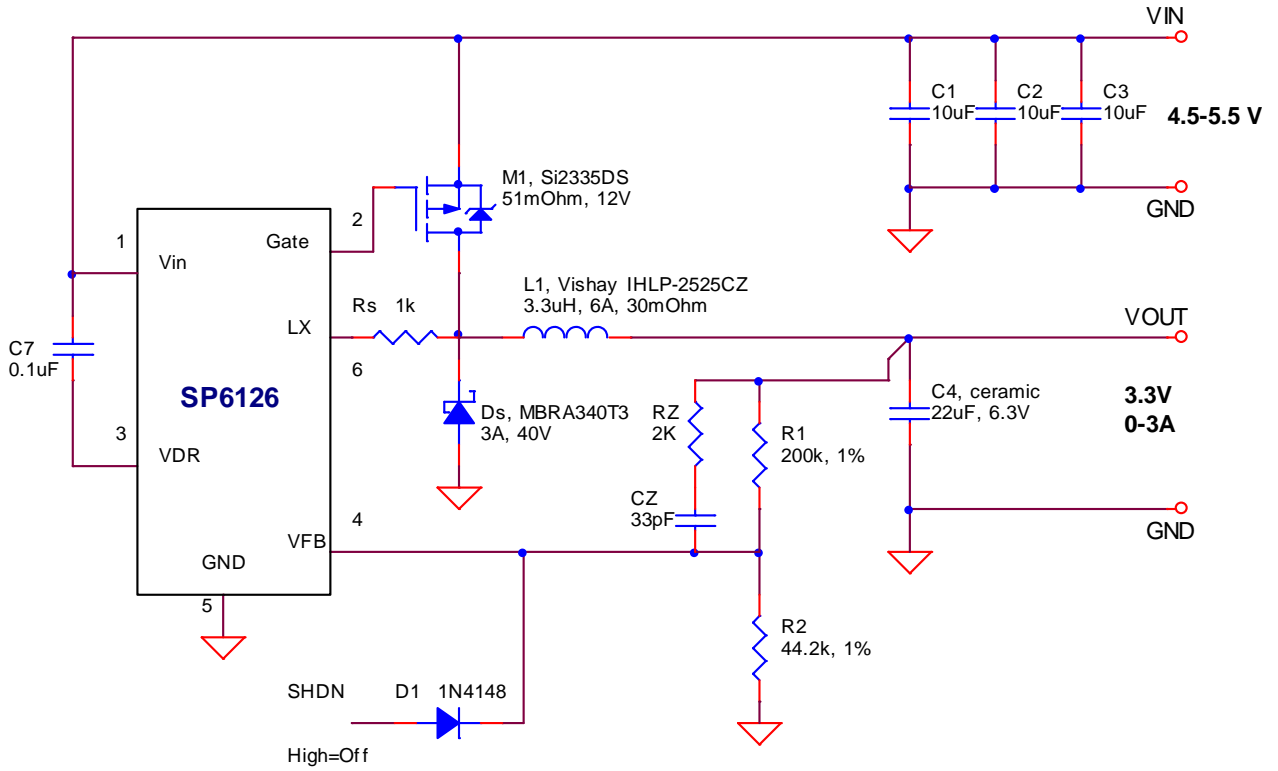 VIN
C1
10uF
C2
10uF
C3
10uF
4.5-5.5 V
GND
M1, Si2335DS
51mOhm, 12V
1
Vin
Gate
2
L1, Vishay IHLP-2525CZ
3.3uH, 6A, 30mOhm
Rs 1k
LX
6
VOUT
C7
0.1uF
SP6126
Ds, MBRA340T3
3A, 40V
RZ
2K
R1
200k, 1%
C4, ceramic
22uF, 6.3V
3.3V
0-3A
3
VDR
CZ
33pF
4
VFB
GND
GND
5
R2
44.2k, 1%
SHDN
D1 1N4148
High=Off